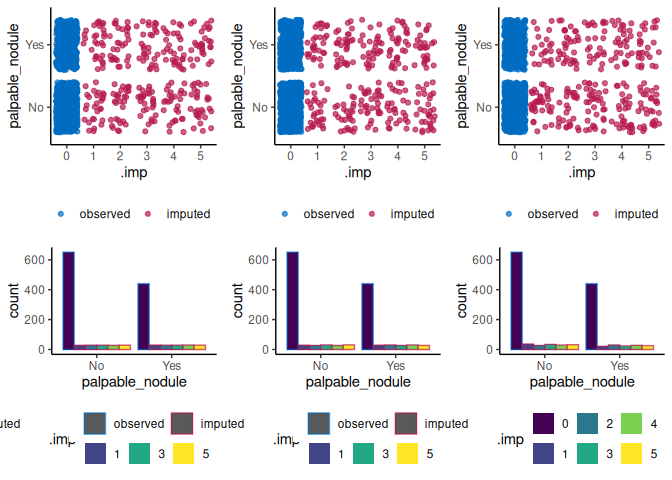 palpable_nodule Yes No
0 1 2 3 4 5
.imp
observed imputed
palpable_nodule Yes No
0 1 2 3 4 5
.imp
observed imputed
palpable_nodule Yes No
0 1 2 3 4 5
.imp
observed imputed
count 600 400 200 0
No Yes
palpable_nodule
count 600 400 200 0
No Yes
palpable_nodule
count 600 400 200 0
No Yes
palpable_nodule
observed imputed
.imp 1 3 5
observed imputed
.imp 1 3 5
0 2 4
.imp 1 3 5